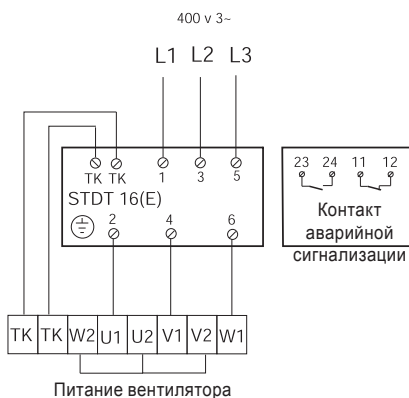 400 v 3~
L1 L2 L3
TK TK 1 3 5
23 24 11 12
STDT 16(E)
2 4 6
Контакт
аварийной
сигнализации
TK TK W2 U1 U2 V1 V2 W1
Питание вентилятора